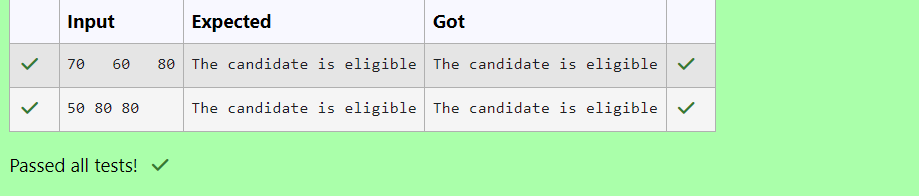 Input Expected Got
70   60   80 The candidate is eligible The candidate is eligible
50 80 80 The candidate is eligible The candidate is eligible
Passed all tests!